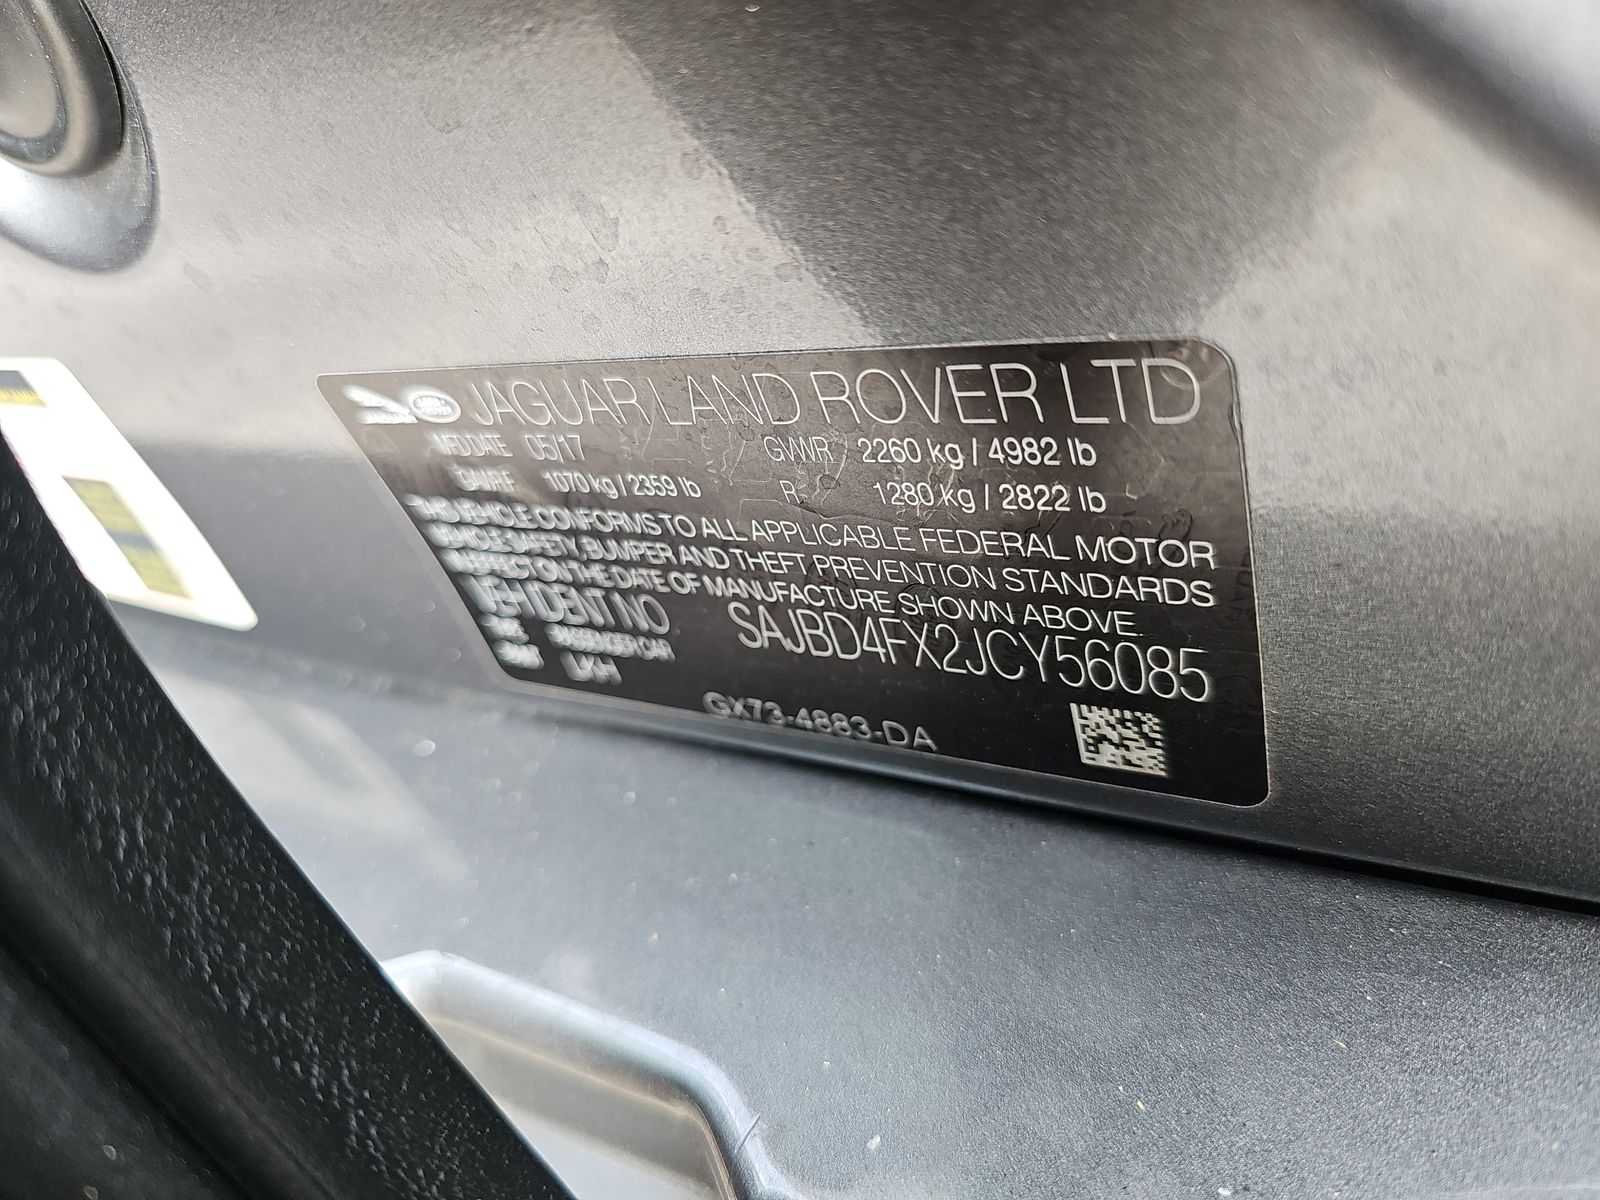 JAGUAR LAND ROVER LTD
MFD DATE 05/17 GVWR 2260 kg / 4982 lb
1070 kg / 2359 lb R 1280 kg / 2822 lb
THIS VEHICLE CONFORMS TO ALL APPLICABLE FEDERAL MOTOR
VEHICLE SAFETY, BUMPER AND THEFT PREVENTION STANDARDS
IN EFFECT ON THE DATE OF MANUFACTURE SHOWN ABOVE.
VEH IDENT NO SAJBD4FX2JCY56085
PASSENGER CAR
GX73-4883-DA